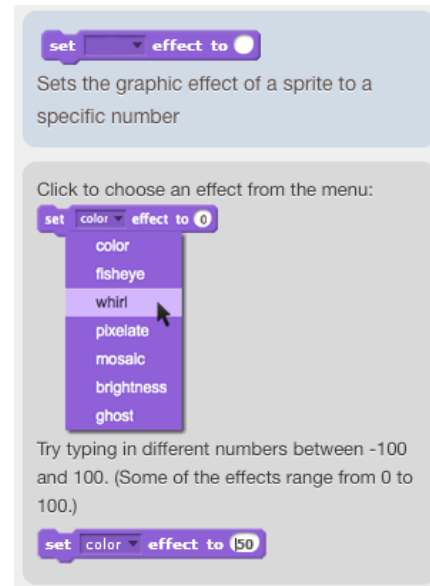 set effect to
Sets the graphic effect of a sprite to a
specific number
Click to choose an effect from the menu:
set color effect to 0
color
fisheye
whirl
pixelate
mosaic
brightness
ghost
Try typing in different numbers between -100
and 100. (Some of the effects range from 0 to
100.)
set color effect to 50